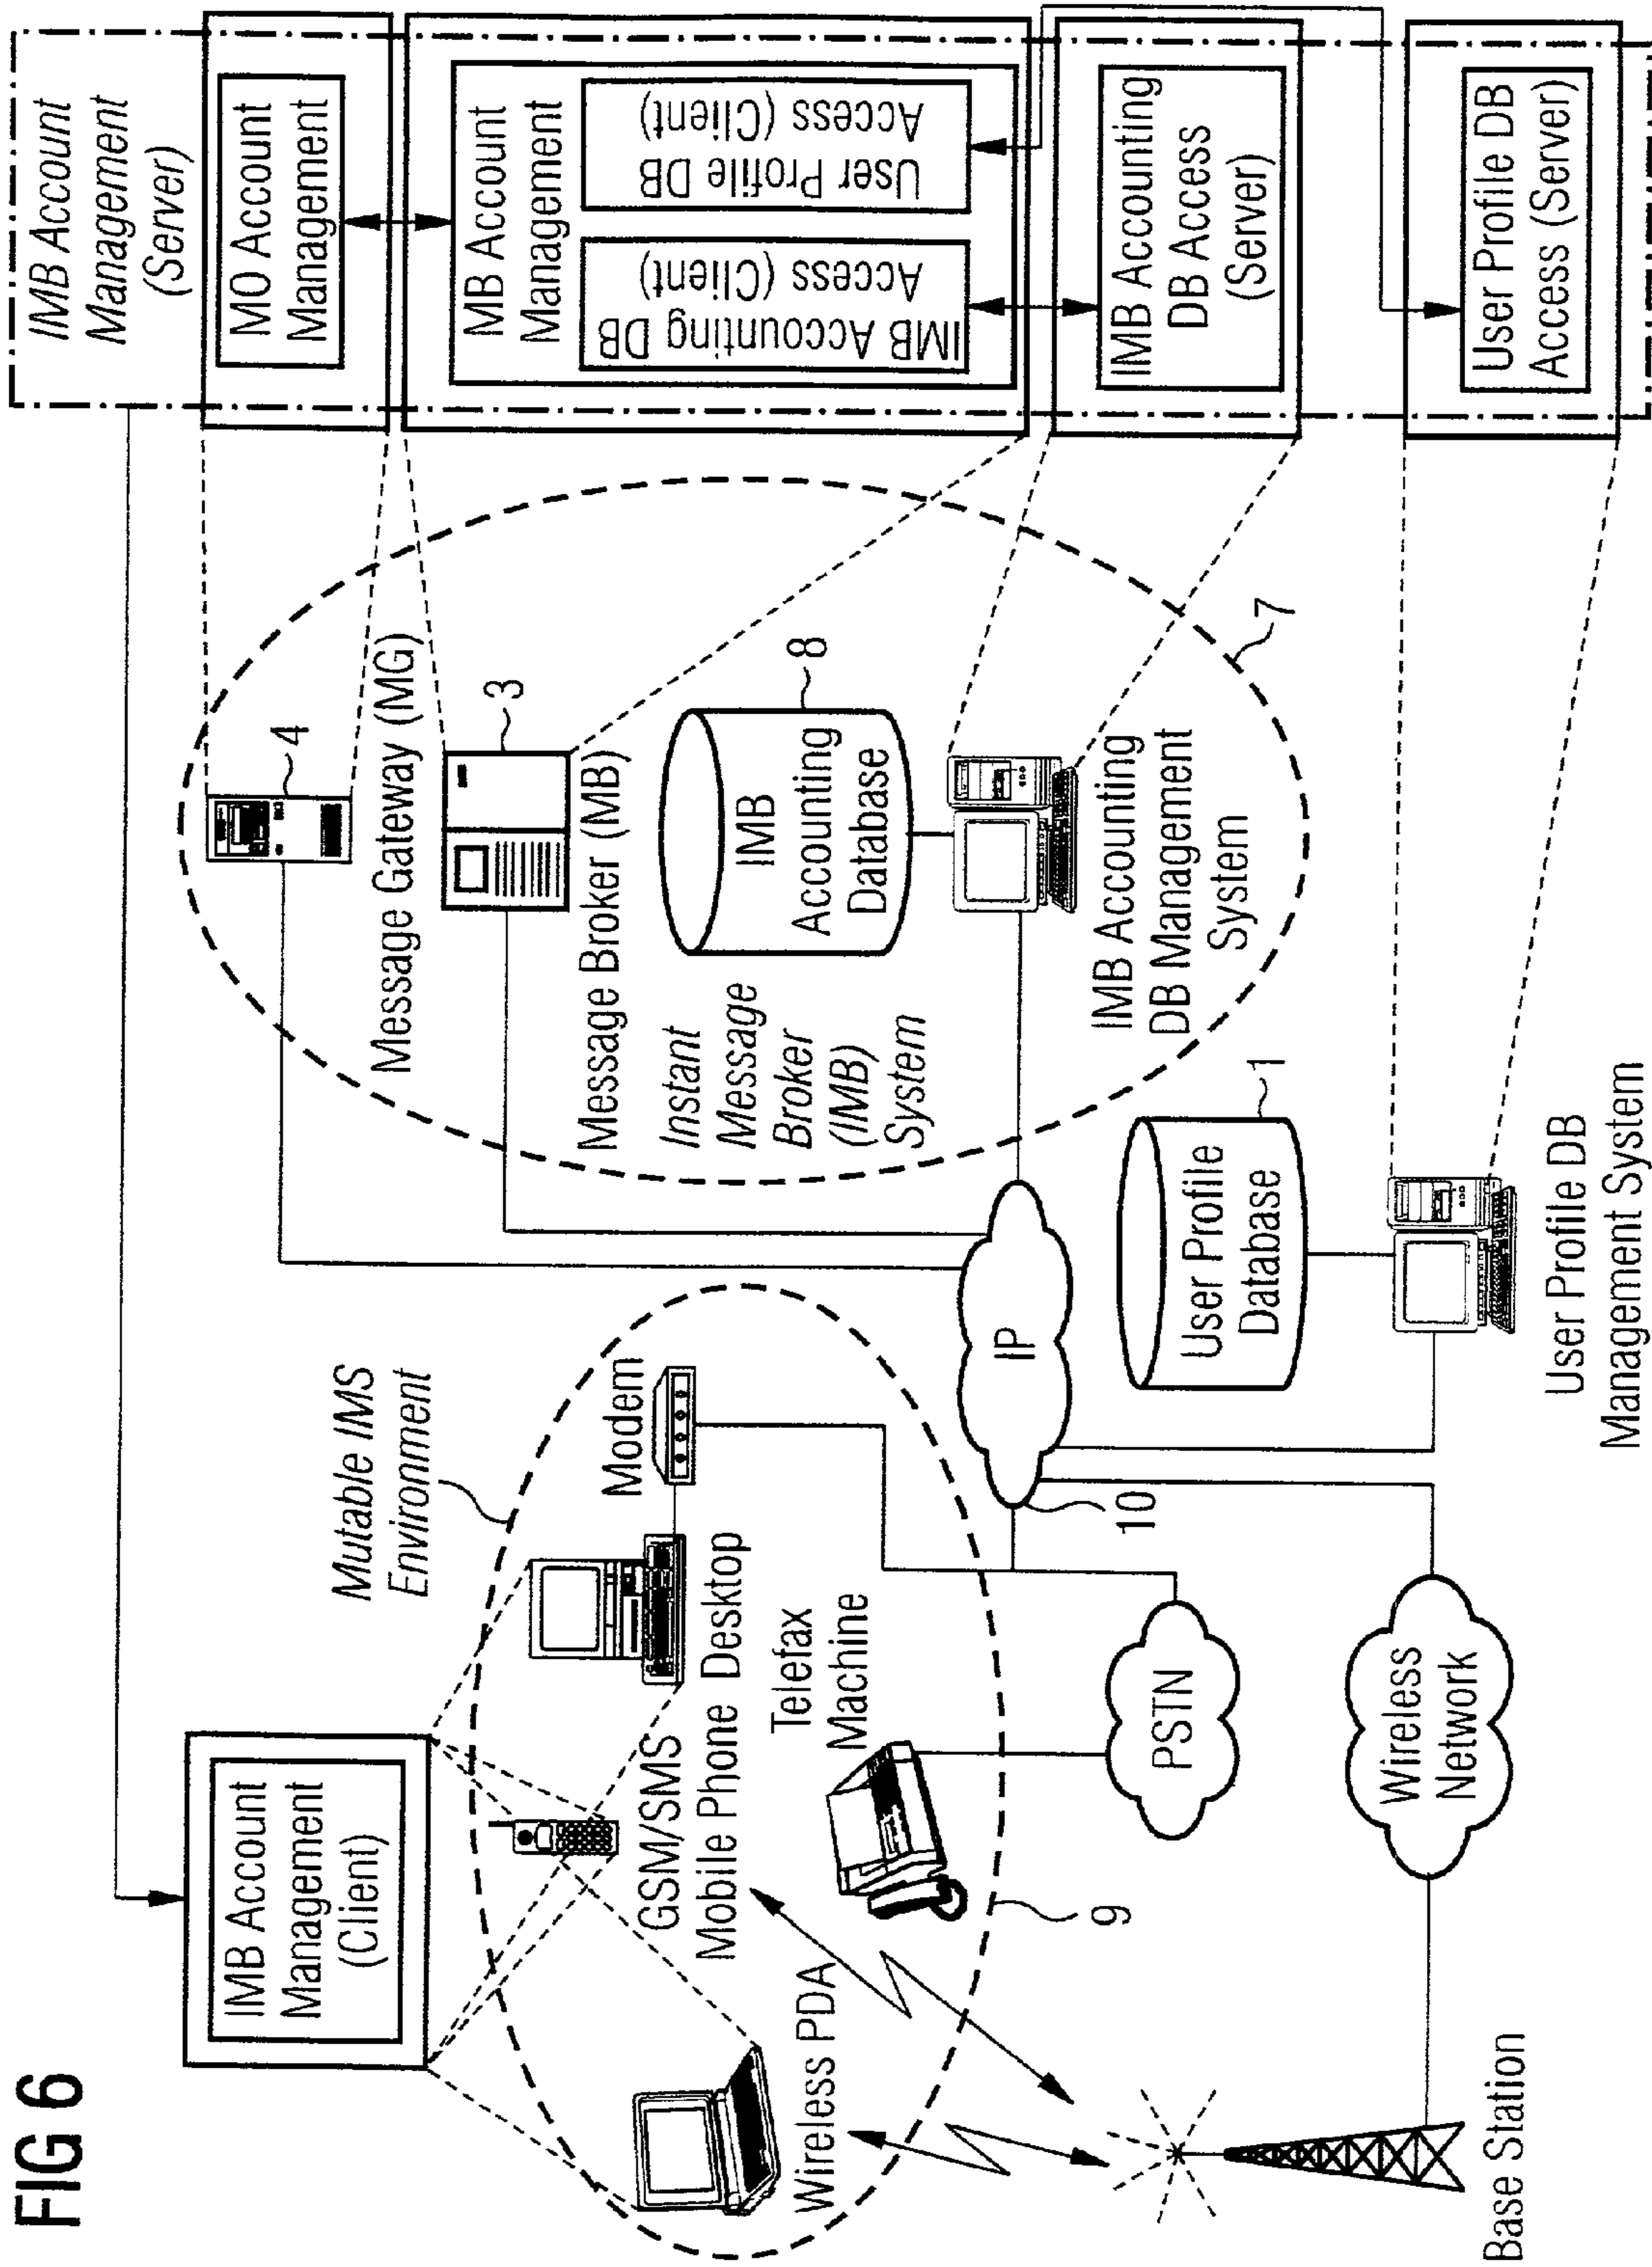 FIG 6
IMB Account
Management
(Client)
Mutable IMS
Environment
Wireless PDA
GSM/SMS
Mobile Phone
Desktop
Modem
Telefax
Machine
9
Base Station
Wireless
Network
PSTN
10
IP
User Profile
Database
1
User Profile DB
Management System
4
Message Gateway (MG)
3
Message Broker (MB)
Instant
Message
Broker
(IMB)
System
IMB
Accounting
Database
8
IMB Accounting
DB Management
System
7
IMB Account
Management
(Server)
MO Account
Management
MB Account
Management
IMB Accounting DB
Access (Client)
User Profile DB
Access (Client)
IMB Accounting
DB Access
(Server)
User Profile DB
Access (Server)